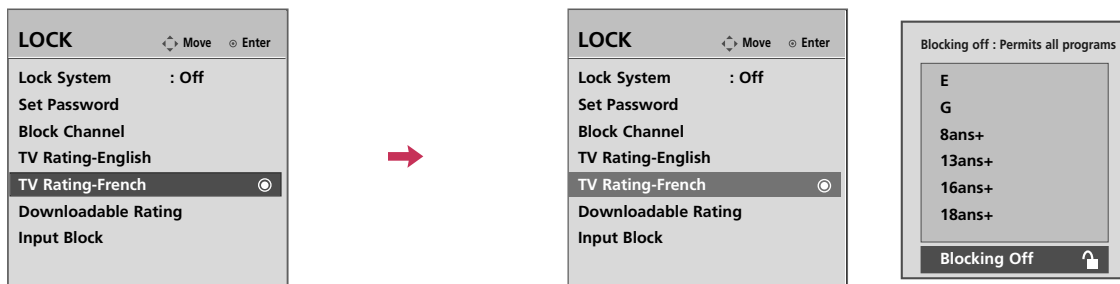 LOCK Move Enter
Lock System : Off
Set Password
Block Channel
TV Rating-English
TV Rating-French
Downloadable Rating
Input Block
LOCK Move Enter
Lock System : Off
Set Password
Block Channel
TV Rating-English
TV Rating-French
Downloadable Rating
Input Block
Blocking off : Permits all programs
E
G
8ans+
13ans+
16ans+
18ans+
Blocking Off